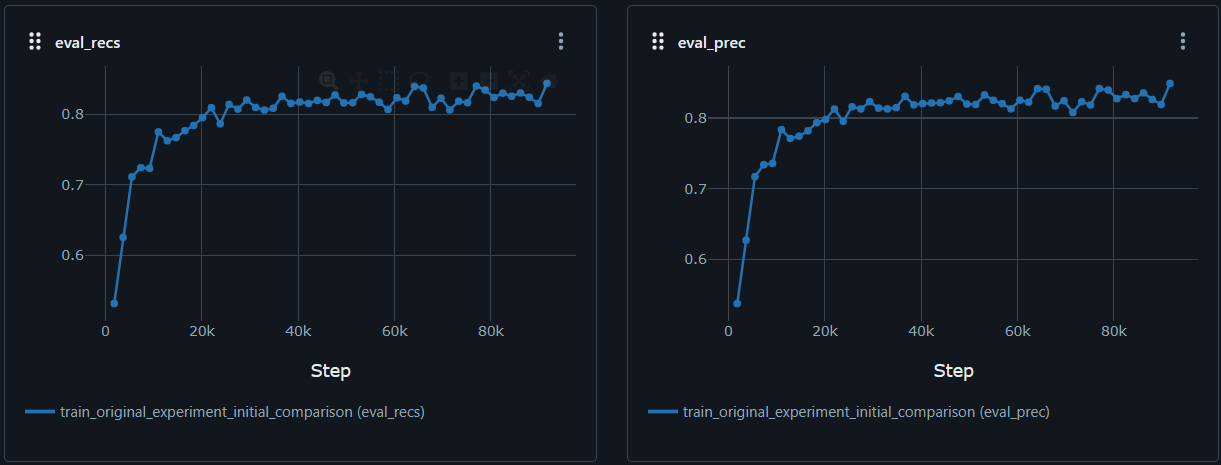 eval_recs
0.8
0.7
0.6
0 20k 40k 60k 80k
Step
train_original_experiment_initial_comparison (eval_recs)
eval_prec
0.8
0.7
0.6
0 20k 40k 60k 80k
Step
train_original_experiment_initial_comparison (eval_prec)